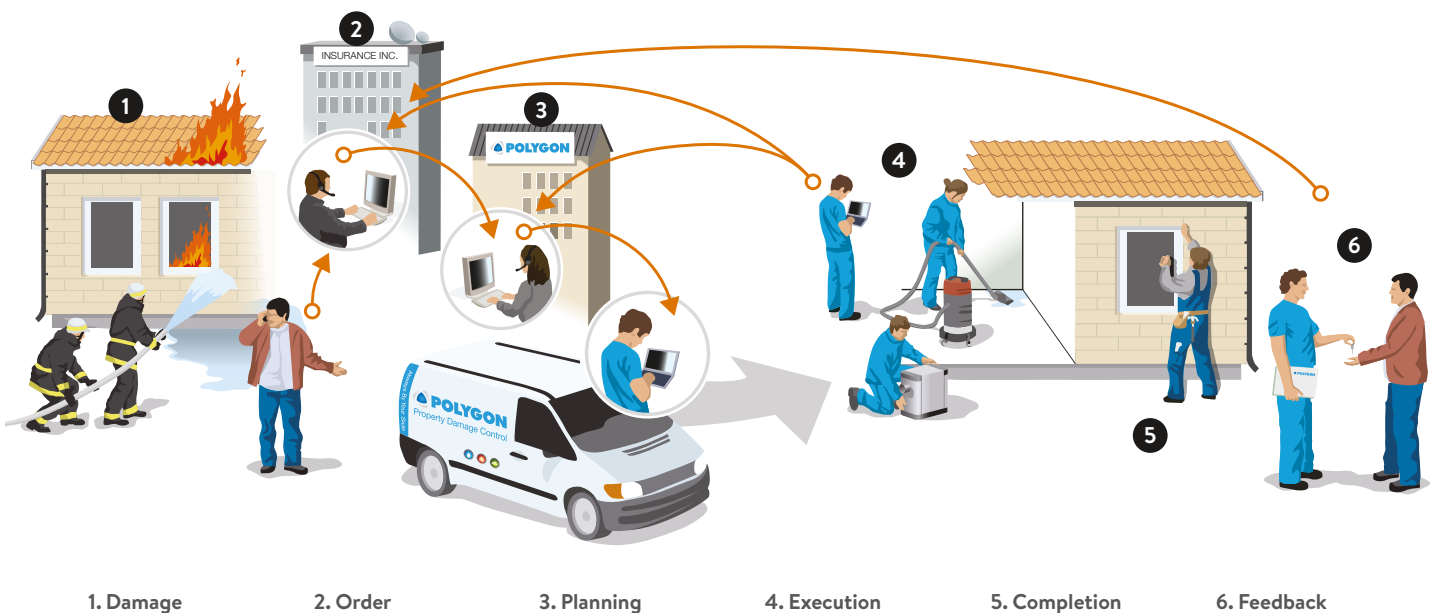 1
2
INSURANCE INC.
3
POLYGON
4
5
6
Always By Your Side
POLYGON
Property Damage Control
POLYGON
1. Damage
2. Order
3. Planning
4. Execution
5. Completion
6. Feedback